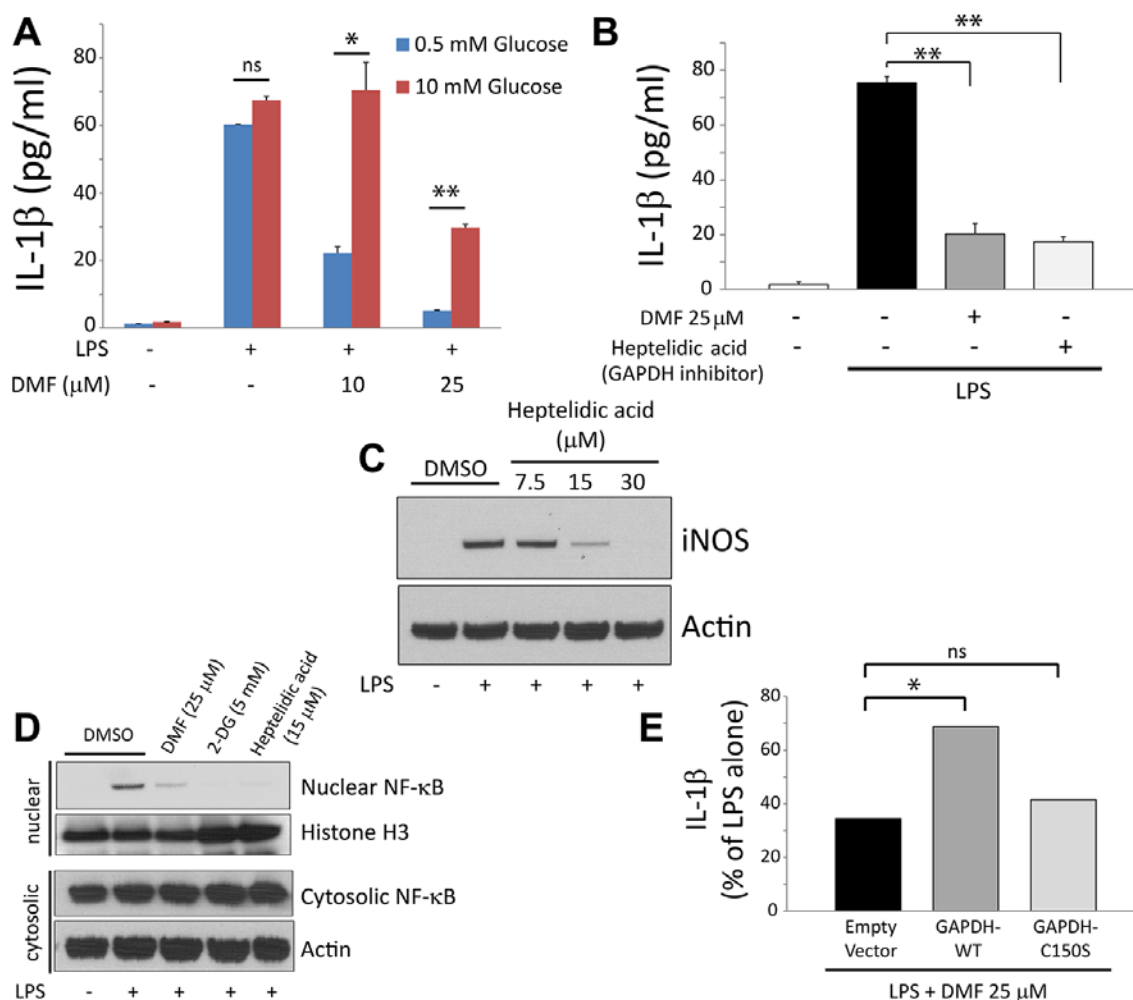 A
IL-1β (pg/ml)
80
60
40
20
0
ns
*
**
0.5 mM Glucose
10 mM Glucose
LPS - + + +
DMF (μM) - - 10 25
B
IL-1β (pg/ml)
80
60
40
20
0
**
**
DMF 25 μM - - + -
Heptelidic acid - - - +
(GAPDH inhibitor)
LPS
C
Heptelidic acid
(μM)
DMSO 7.5 15 30
iNOS
Actin
LPS - + + + +
D
DMSO
DMF (25 μM)
2-DG (5 mM)
Heptelidic acid
(15 μM)
nuclear
Nuclear NF-κB
Histone H3
cytosolic
Cytosolic NF-κB
Actin
LPS - + + + +
E
IL-1β
(% of LPS alone)
80
60
40
20
0
ns
*
Empty GAPDH- GAPDH-
Vector WT C150S
LPS + DMF 25 μM